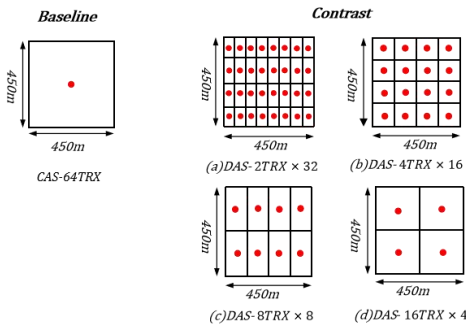 Baseline
Contrast
450m
450m
CAS-64TRX
450m
450m
(a)DAS-2TRX × 32
450m
450m
(b)DAS-4TRX × 16
450m
450m
(c)DAS-8TRX × 8
450m
450m
(d)DAS- 16TRX × 4